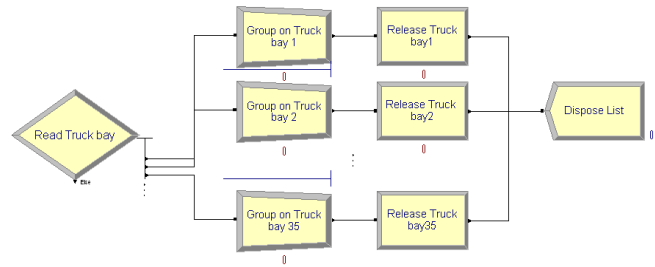 Group on Truck
bay 1
Release Truck
bay1
0
0
Read Truck bay
Else
Group on Truck
bay 2
Release Truck
bay2
Dispose List
0
0
0
Group on Truck
bay 35
Release Truck
bay35
0